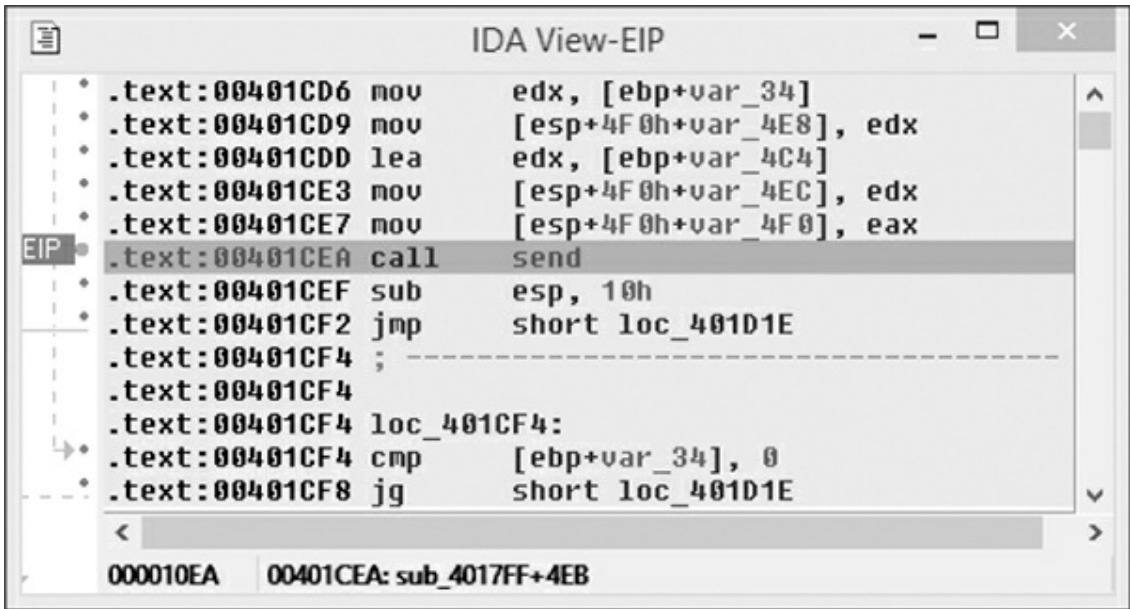 IDA View-EIP
.text:00401CD6 mov edx, [ebp+var_34]
.text:00401CD9 mov [esp+4F0h+var_4E8], edx
.text:00401CDD lea edx, [ebp+var_4C4]
.text:00401CE3 mov [esp+4F0h+var_4EC], edx
.text:00401CE7 mov [esp+4F0h+var_4F0], eax
EIP .text:00401CEA call send
.text:00401CEF sub esp, 10h
.text:00401CF2 jmp short loc_401D1E
.text:00401CF4 ; ---------------------------------------
.text:00401CF4
.text:00401CF4 loc_401CF4:
.text:00401CF4 cmp [ebp+var_34], 0
.text:00401CF8 jg short loc_401D1E
000010EA 00401CEA: sub_4017FF+4EB